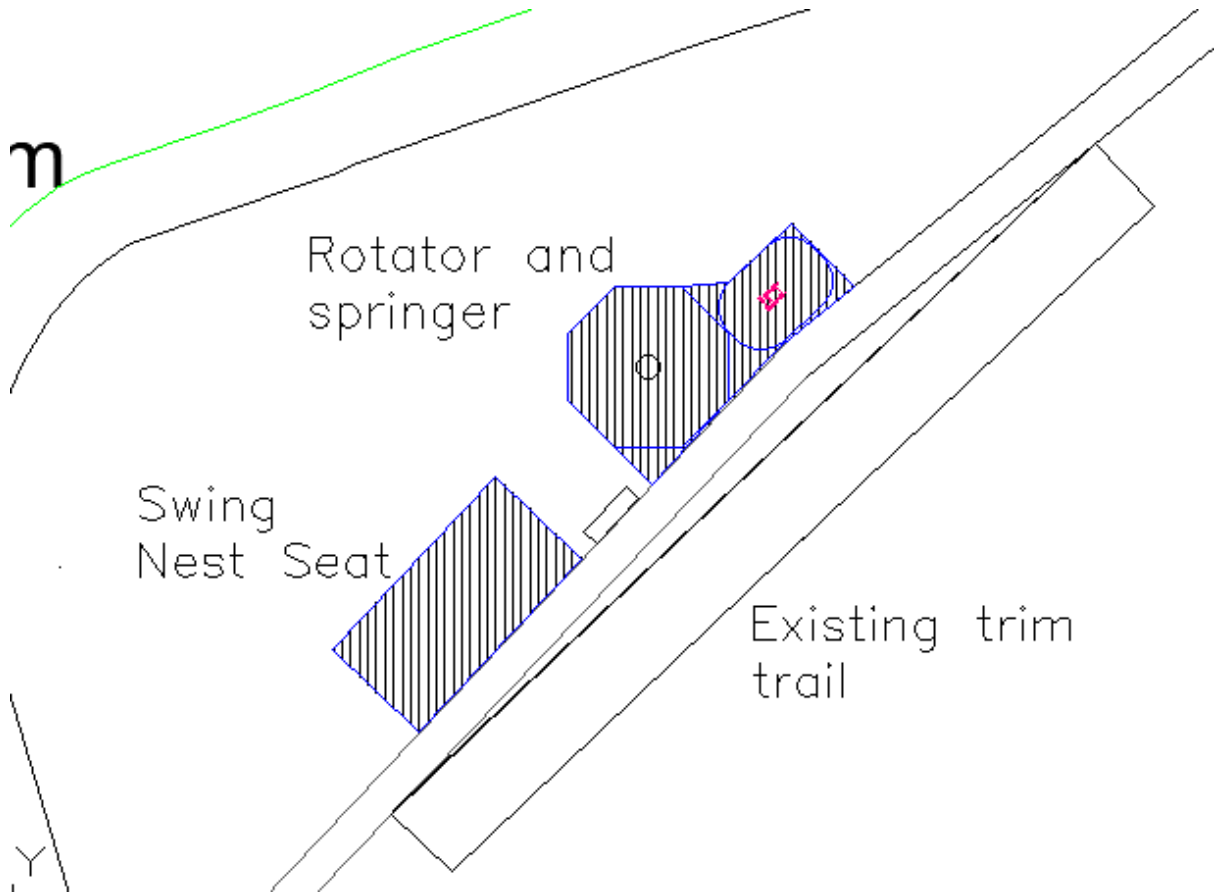 m
Rotator and
springer
Swing
Nest Seat
Existing trim
trail
Y